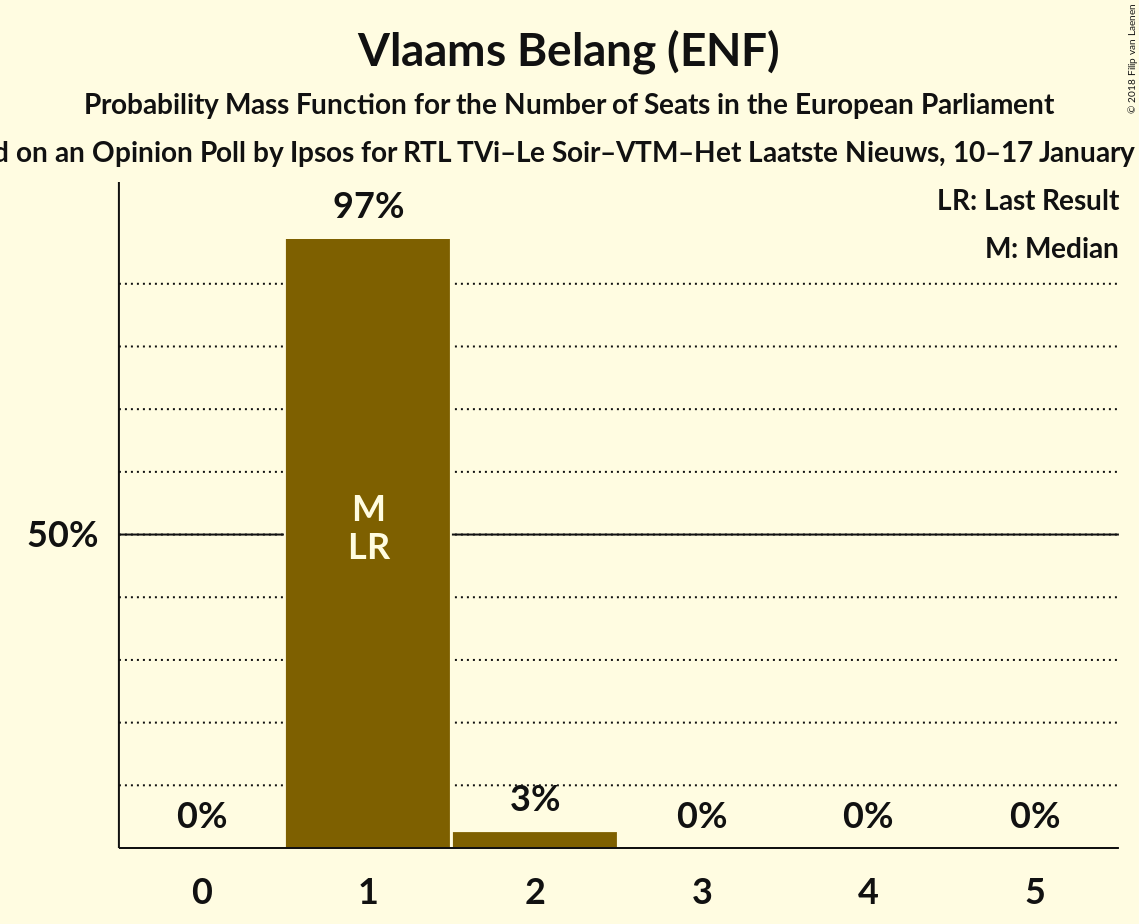 Vlaams Belang (ENF)
Probability Mass Function for the Number of Seats in the European Parliament
on an Opinion Poll by Ipsos for RTL TVi–Le Soir–VTM–Het Laatste Nieuws, 10–17 January
© 2018 Filip van Laenen
LR: Last Result
M: Median
97%
M
LR
50%
0%
3%
0%
0%
0%
0
1
2
3
4
5